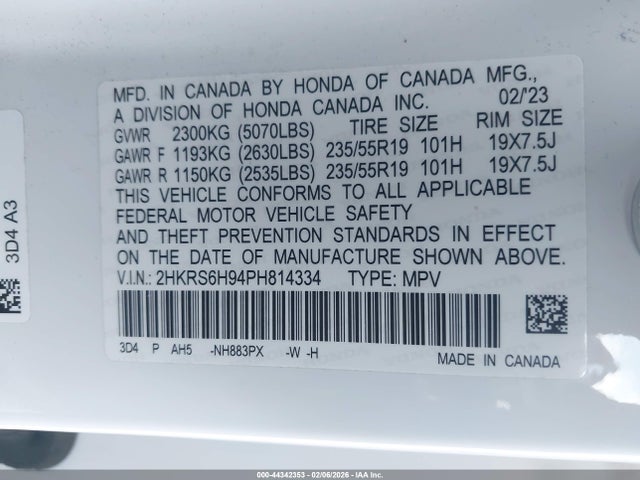 MFD. IN CANADA BY HONDA OF CANADA MFG.,
A DIVISION OF HONDA CANADA INC. 02/'23
GVWR 2300KG (5070LBS) TIRE SIZE RIM SIZE
GAWR F 1193KG (2630LBS) 235/55R19 101H 19X7.5J
GAWR R 1150KG (2535LBS) 235/55R19 101H 19X7.5J
THIS VEHICLE CONFORMS TO ALL APPLICABLE
FEDERAL MOTOR VEHICLE SAFETY
AND THEFT PREVENTION STANDARDS IN EFFECT
ON THE DATE OF MANUFACTURE SHOWN ABOVE.
V.I.N: 2HKRS6H94PH814334 TYPE: MPV
3D4 P AH5 -NH883PX -W -H
MADE IN CANADA
3D4 A3
000-44342353 - 02/06/2026 - IAA Inc.